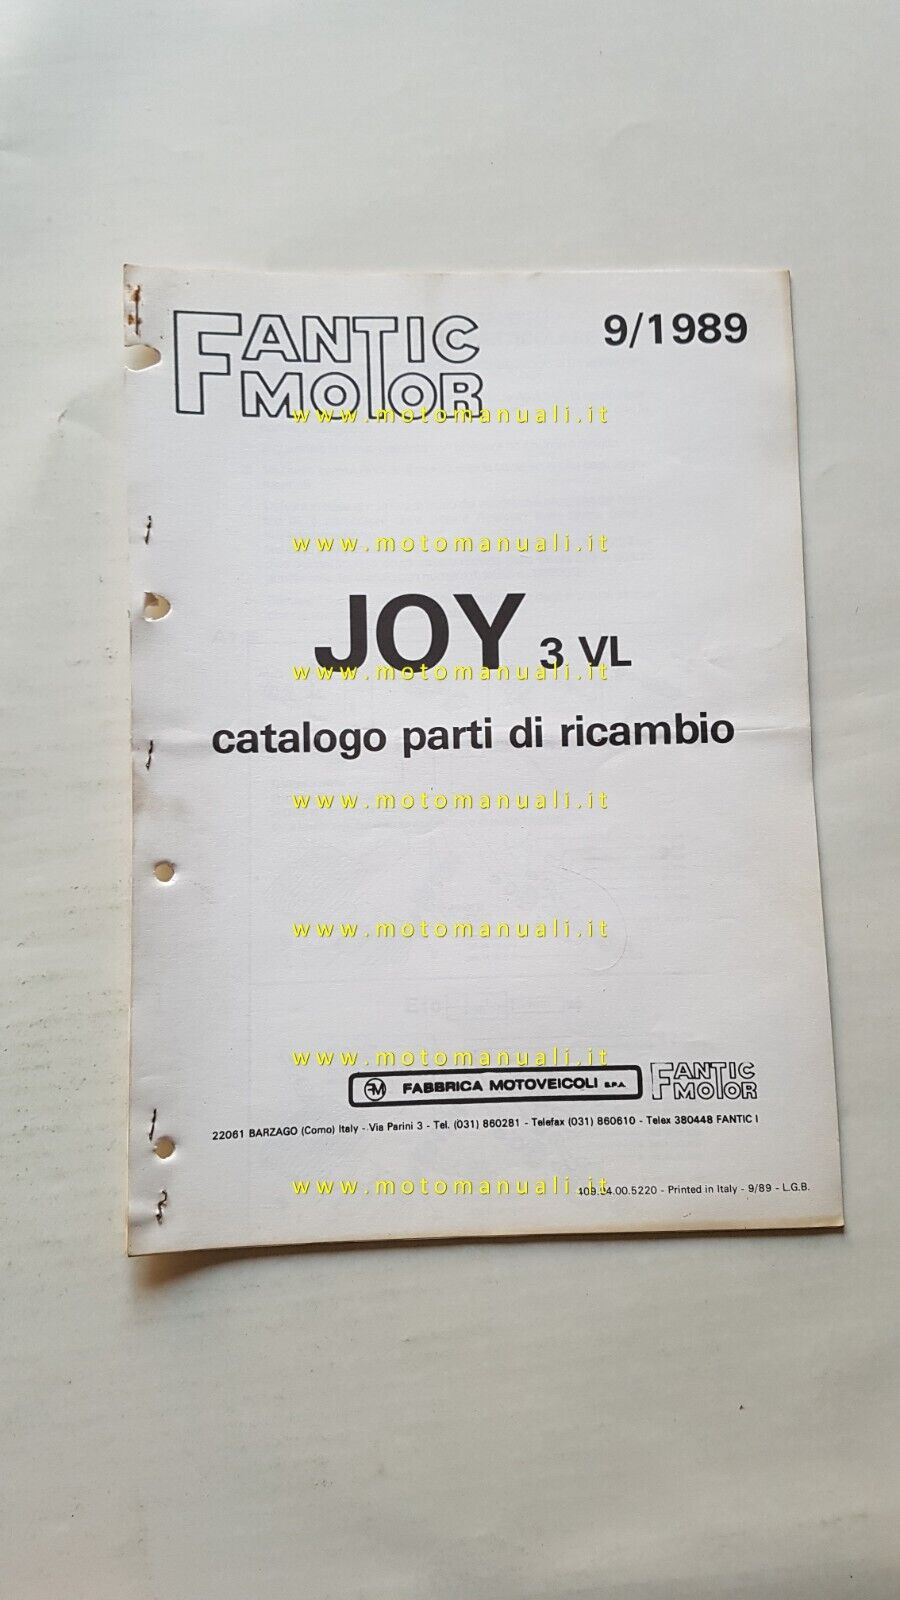 FANTIC MOTOR
9/1989
www.motomanuali.it
www.motomanuali.it
JOY 3 VL
www.motomanuali.it
catalogo parti di ricambio
www.motomanuali.it
www.motomanuali.it
www.motomanuali.it
FM FABBRICA MOTOVEICOLI S.P.A. FANTIC MOTOR
22061 BARZAGO (Como) Italy - Via Parini 3 - Tel. (031) 860281 - Telefax (031) 860610 - Telex 380448 FANTIC I
www.motomanuali.it
.00.5220 - Printed in Italy - 9/89 - L.G.B.